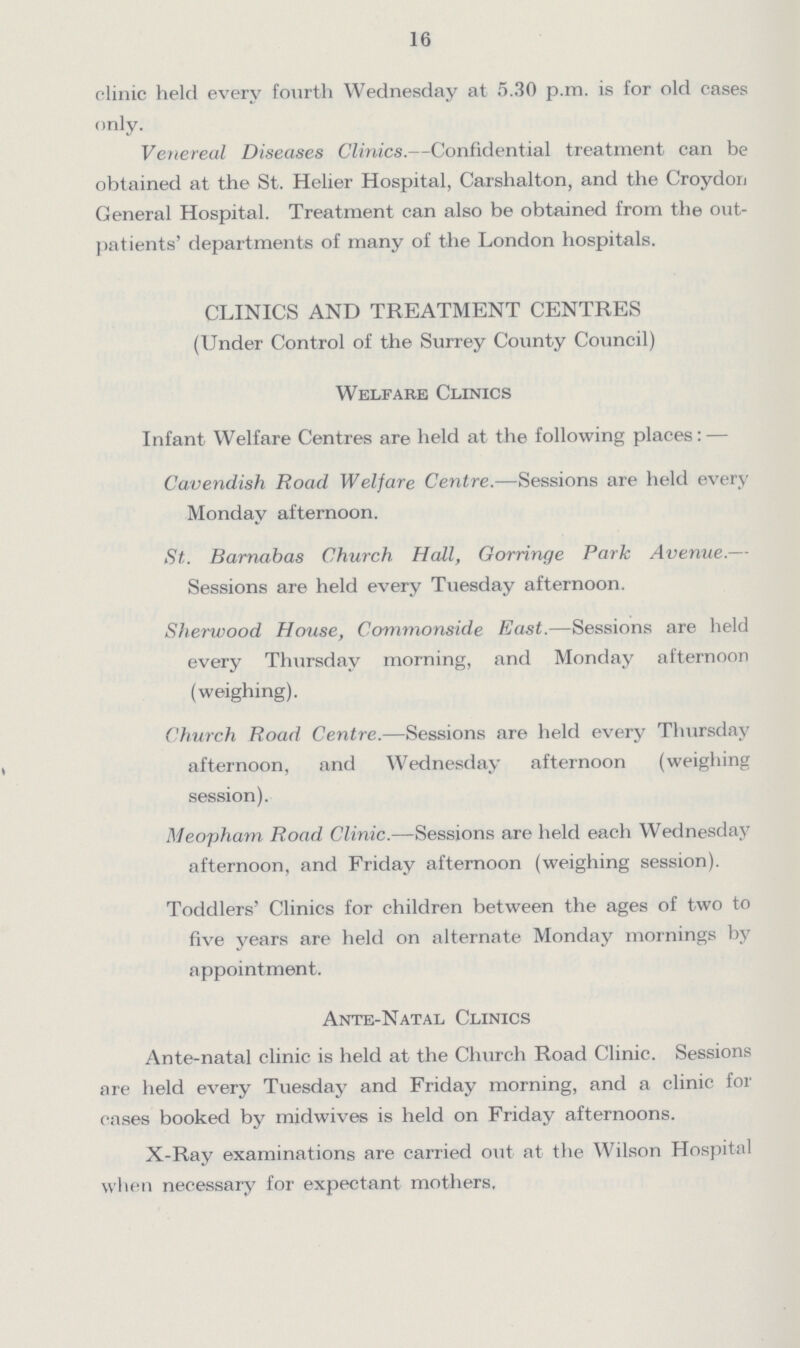 16
clinic held every fourth Wednesday at 5.30 p.m. is for old cases
only.
Venereal Diseases Clinics.—Confidential treatment can be
obtained at the St. Helier Hospital, Carshalton, and the Croydon
General Hospital. Treatment can also be obtained from the out-
patients' departments of many of the London hospitals.
CLINICS AND TREATMENT CENTRES
(Under Control of the Surrey County Council)
Welfare Clinics
Infant Welfare Centres are held at the following places: —
Cavendish Road Welfare Centre.—Sessions are held every
Monday afternoon.
St. Barnabas Church Hall, Gorringe Park Avenue.—
Sessions are held every Tuesday afternoon.
Sherwood House, Commonside East.—Sessions are held
every Thursday morning, and Monday afternoon
(weighing).
Church Road Centre.—Sessions are held every Thursday
afternoon, and Wednesday afternoon (weighing
session).
Meopham Road Clinic.—Sessions are held each Wednesday
afternoon, and Friday afternoon (weighing session).
Toddlers' Clinics for children between the ages of two to
five years are held on alternate Monday mornings by
appointment.
Ante-Natal Clinics
Ante-natal clinic is held at the Church Road Clinic. Sessions
are held every Tuesday and Friday morning, and a clinic for
cases booked by midwives is held on Friday afternoons.
X-Ray examinations are carried out at the Wilson Hospital
when necessary for expectant mothers.